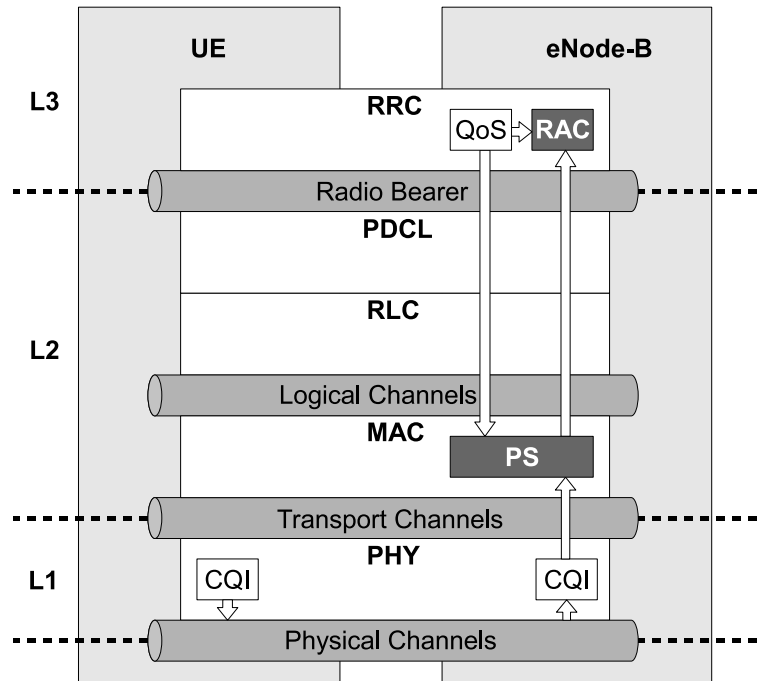 UE
eNode-B
L3
RRC
QoS
RAC
Radio Bearer
PDCL
RLC
L2
Logical Channels
MAC
PS
Transport Channels
PHY
L1
CQI
CQI
Physical Channels